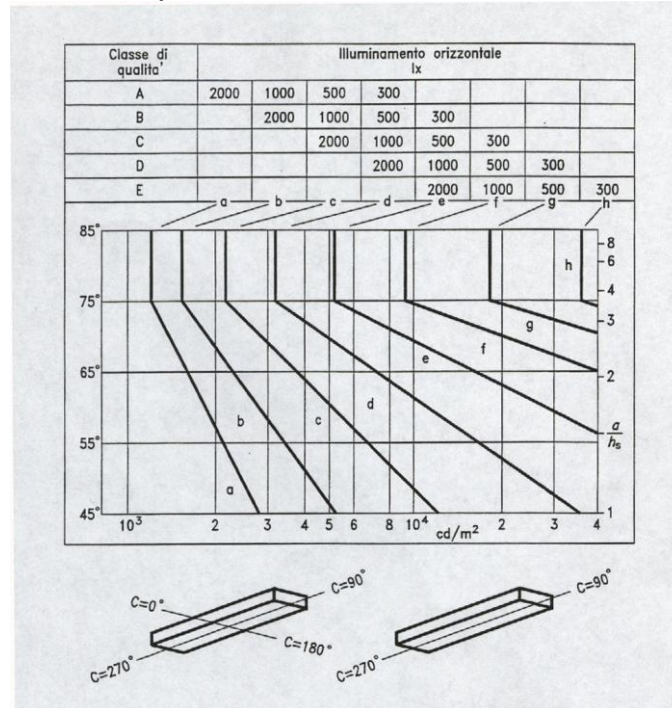 Classe di qualita' Illuminamento orizzontale lx
A 2000 1000 500 300
B 2000 1000 500 300
C 2000 1000 500 300
D 2000 1000 500 300
E 2000 1000 500 300
a b c d e f g h
85° 8
6
h
75° 4
3
g
f
e
65° 2
d
c
b
55° a/hs
a
45° 1
10³ 2 3 4 5 6 8 10⁴ 2 3 4
cd/m²
C=0° C=90° C=90°
C=270° C=180° C=270°